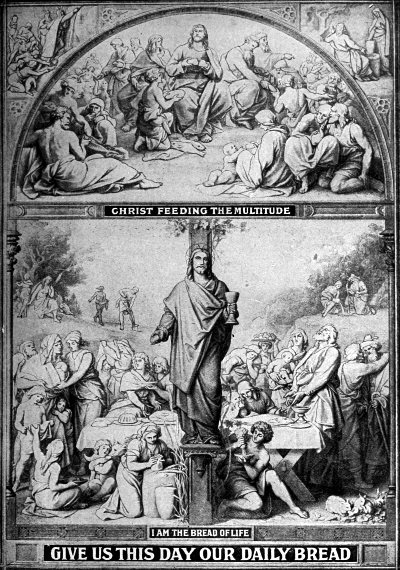 CHRIST FEEDING THE MULTITUDE
I AM THE BREAD OF LIFE
GIVE US THIS DAY OUR DAILY BREAD